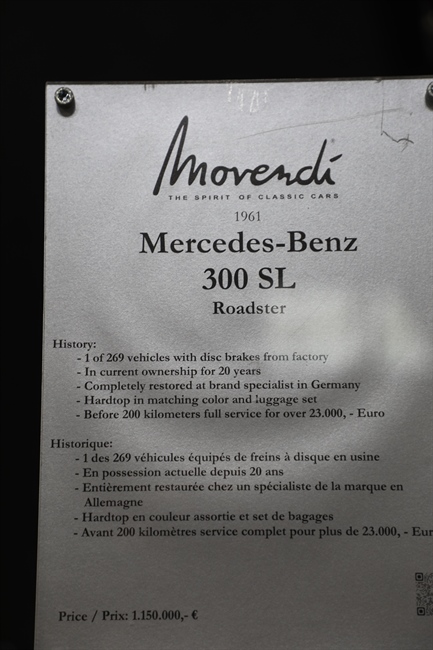 Movendi
THE SPIRIT OF CLASSIC CARS
1961
Mercedes-Benz
300 SL
Roadster
History:
- 1 of 269 vehicles with disc brakes from factory
- In current ownership for 20 years
- Completely restored at brand specialist in Germany
- Hardtop in matching color and luggage set
- Before 200 kilometers full service for over 23.000, - Euro
Historique:
- 1 des 269 véhicules équipés de freins à disque en usine
- En possession actuelle depuis 20 ans
- Entièrement restaurée chez un spécialiste de la marque en
Allemagne
- Hardtop en couleur assortie et set de bagages
- Avant 200 kilomètres service complet pour plus de 23.000, - Eur
Price / Prix: 1.150.000,- €